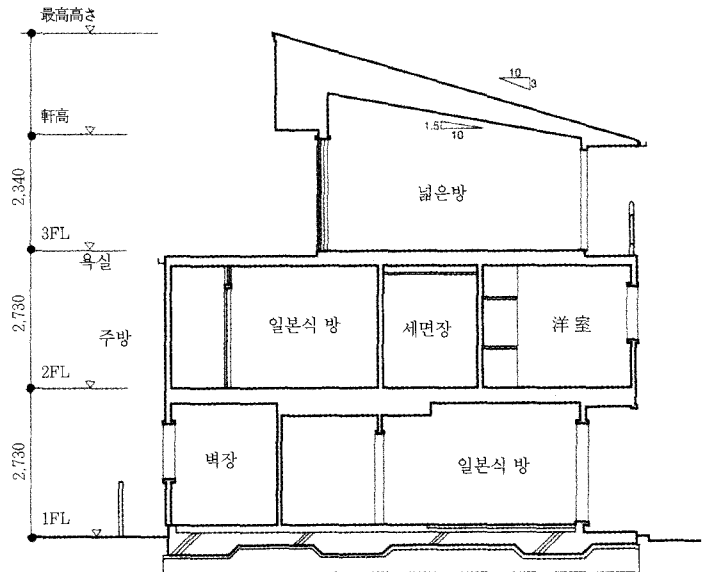 最高高さ
10
3
軒高
1.5
10
2,340
넓은방
3FL
욕실
2,730
일본식 방
세면장
洋室
주방
2FL
2,730
벽장
일본식 방
1FL